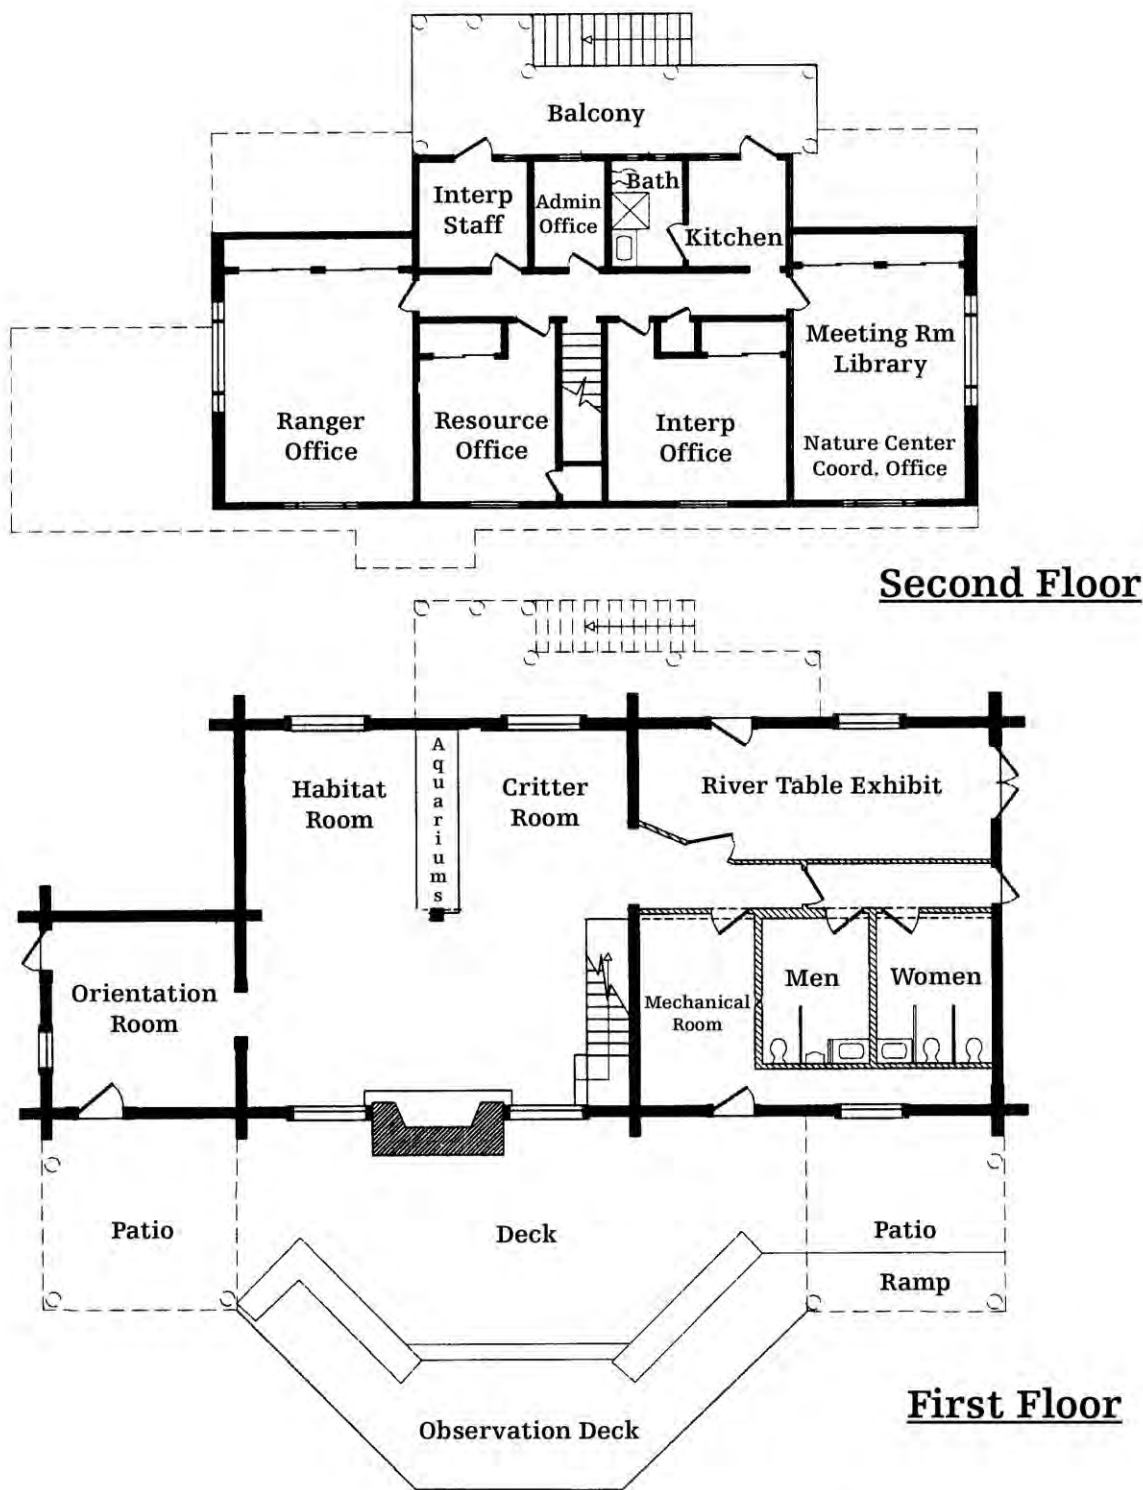 Balcony
Interp
Staff
Admin
Office
Bath
Kitchen
Ranger
Office
Resource
Office
Interp
Office
Meeting Rm
Library
Nature Center
Coord. Office
Second Floor
Habitat
Room
Aquariums
Critter
Room
River Table Exhibit
Orientation
Room
Mechanical
Room
Men
Women
Patio
Deck
Patio
Ramp
Observation Deck
First Floor